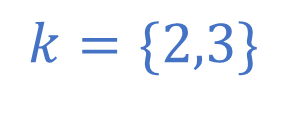 k = {2,3}